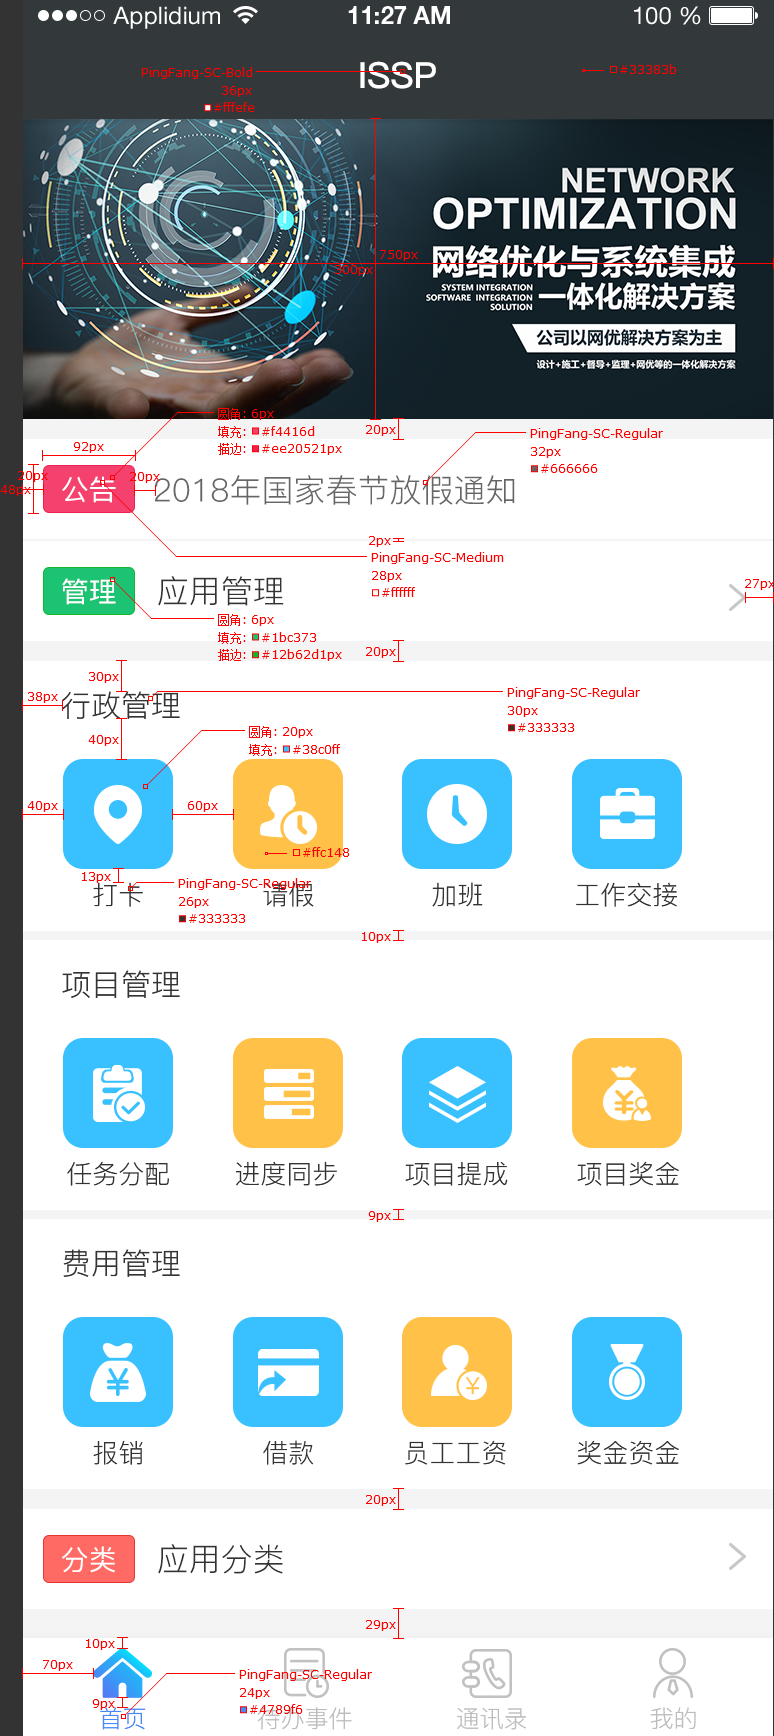 Applidium 11:27 AM 100 %
ISSP
PingFang-SC-Bold
36px
#fffefe
#33383b
NETWORK
OPTIMIZATION
750px
300px
网络优化与系统集成
SYSTEM INTEGRATION
SOFTWARE INTEGRATION
SOLUTION
一体化解决方案
公司以网优解决方案为主
设计+施工+督导+监理+网优等的一体化解决方案
圆角: 6px
填充: #f4416d
描边: #ee20521px
20px
PingFang-SC-Regular
32px
#666666
92px
20px
20px
48px
公告
2018年国家春节放假通知
2px
PingFang-SC-Medium
28px
#ffffff
管理
应用管理
27px
圆角: 6px
填充: #1bc373
描边: #12b62d1px
20px
30px
38px
行政管理
PingFang-SC-Regular
30px
#333333
40px
圆角: 20px
填充: #38c0ff
40px
60px
#ffc148
13px
PingFang-SC-Regular
26px
#333333
打卡
请假
加班
工作交接
10px
项目管理
任务分配
进度同步
项目提成
项目奖金
9px
费用管理
报销
借款
员工工资
奖金资金
20px
分类
应用分类
29px
10px
70px
PingFang-SC-Regular
24px
#4789f6
9px
首页
待办事件
通讯录
我的